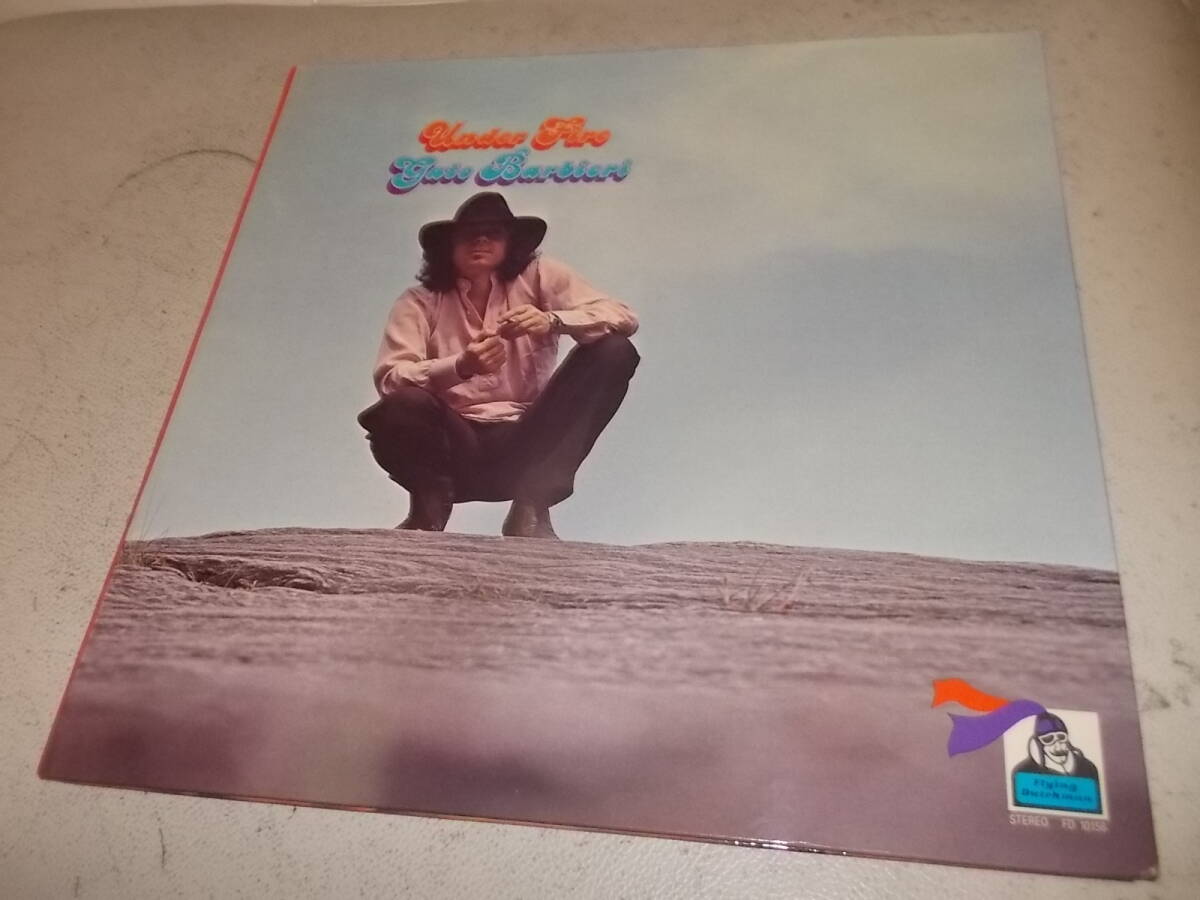 Under Fire
Gato Barbieri
Flying
Dutchman
STEREO FD 10156